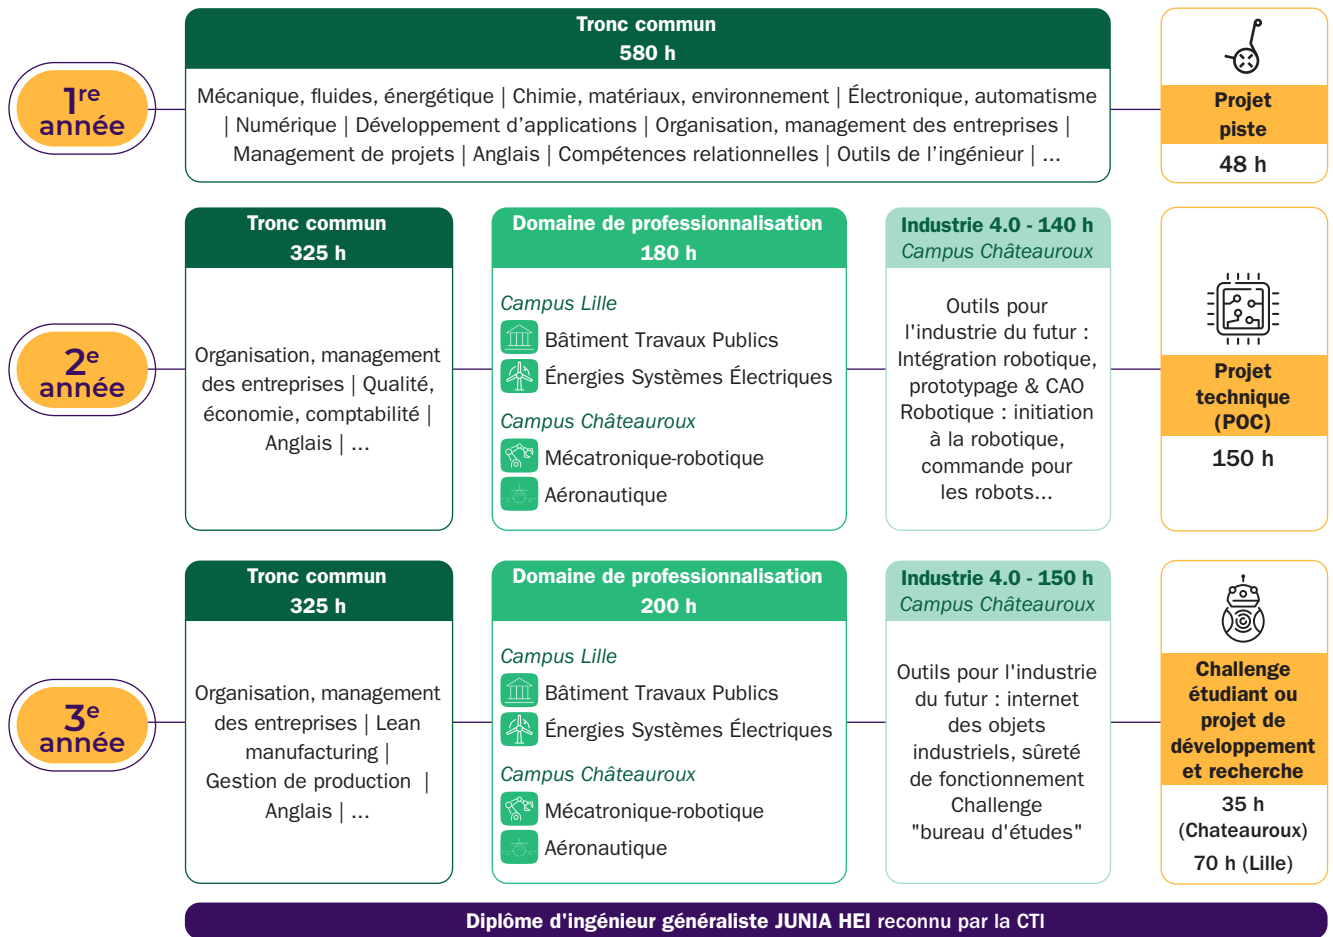 1re
année
Tronc commun
580 h
Mécanique, fluides, énergétique | Chimie, matériaux, environnement | Électronique, automatisme
| Numérique | Développement d’applications | Organisation, management des entreprises |
Management de projets | Anglais | Compétences relationnelles | Outils de l’ingénieur | ...
Projet
piste
48 h
2e
année
Tronc commun
325 h
Organisation, management
des entreprises | Qualité,
économie, comptabilité |
Anglais | ...
Domaine de professionnalisation
180 h
Campus Lille
Bâtiment Travaux Publics
Énergies Systèmes Électriques
Campus Châteauroux
Mécatronique-robotique
Aéronautique
Industrie 4.0 - 140 h
Campus Châteauroux
Outils pour
l'industrie du futur :
Intégration robotique,
prototypage & CAO
Robotique : initiation
à la robotique,
commande pour
les robots...
Projet
technique
(POC)
150 h
3e
année
Tronc commun
325 h
Organisation, management
des entreprises | Lean
manufacturing |
Gestion de production |
Anglais | ...
Domaine de professionnalisation
200 h
Campus Lille
Bâtiment Travaux Publics
Énergies Systèmes Électriques
Campus Châteauroux
Mécatronique-robotique
Aéronautique
Industrie 4.0 - 150 h
Campus Châteauroux
Outils pour l'industrie
du futur : internet
des objets
industriels, sûreté
de fonctionnement
Challenge
"bureau d'études"
Challenge
étudiant ou
projet de
développement
et recherche
35 h
(Chateauroux)
70 h (Lille)
Diplôme d'ingénieur généraliste JUNIA HEI reconnu par la CTI